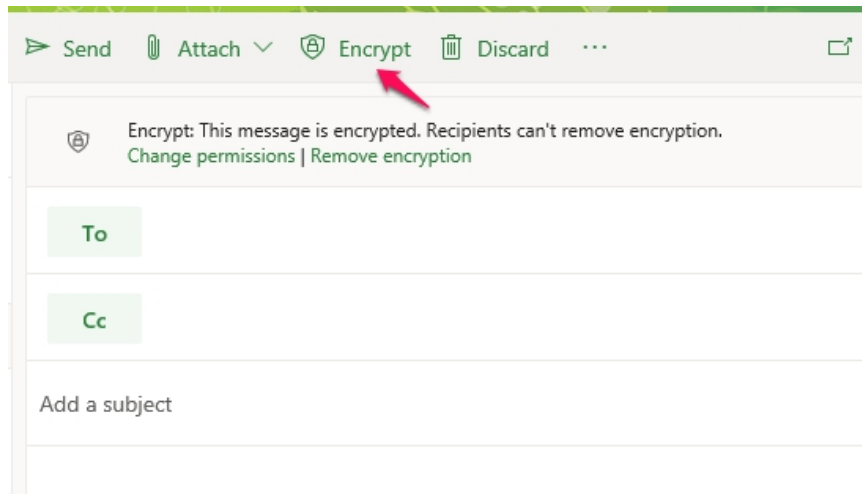 Send Attach Encrypt Discard ...
Encrypt: This message is encrypted. Recipients can't remove encryption.
Change permissions | Remove encryption
To
Cc
Add a subject